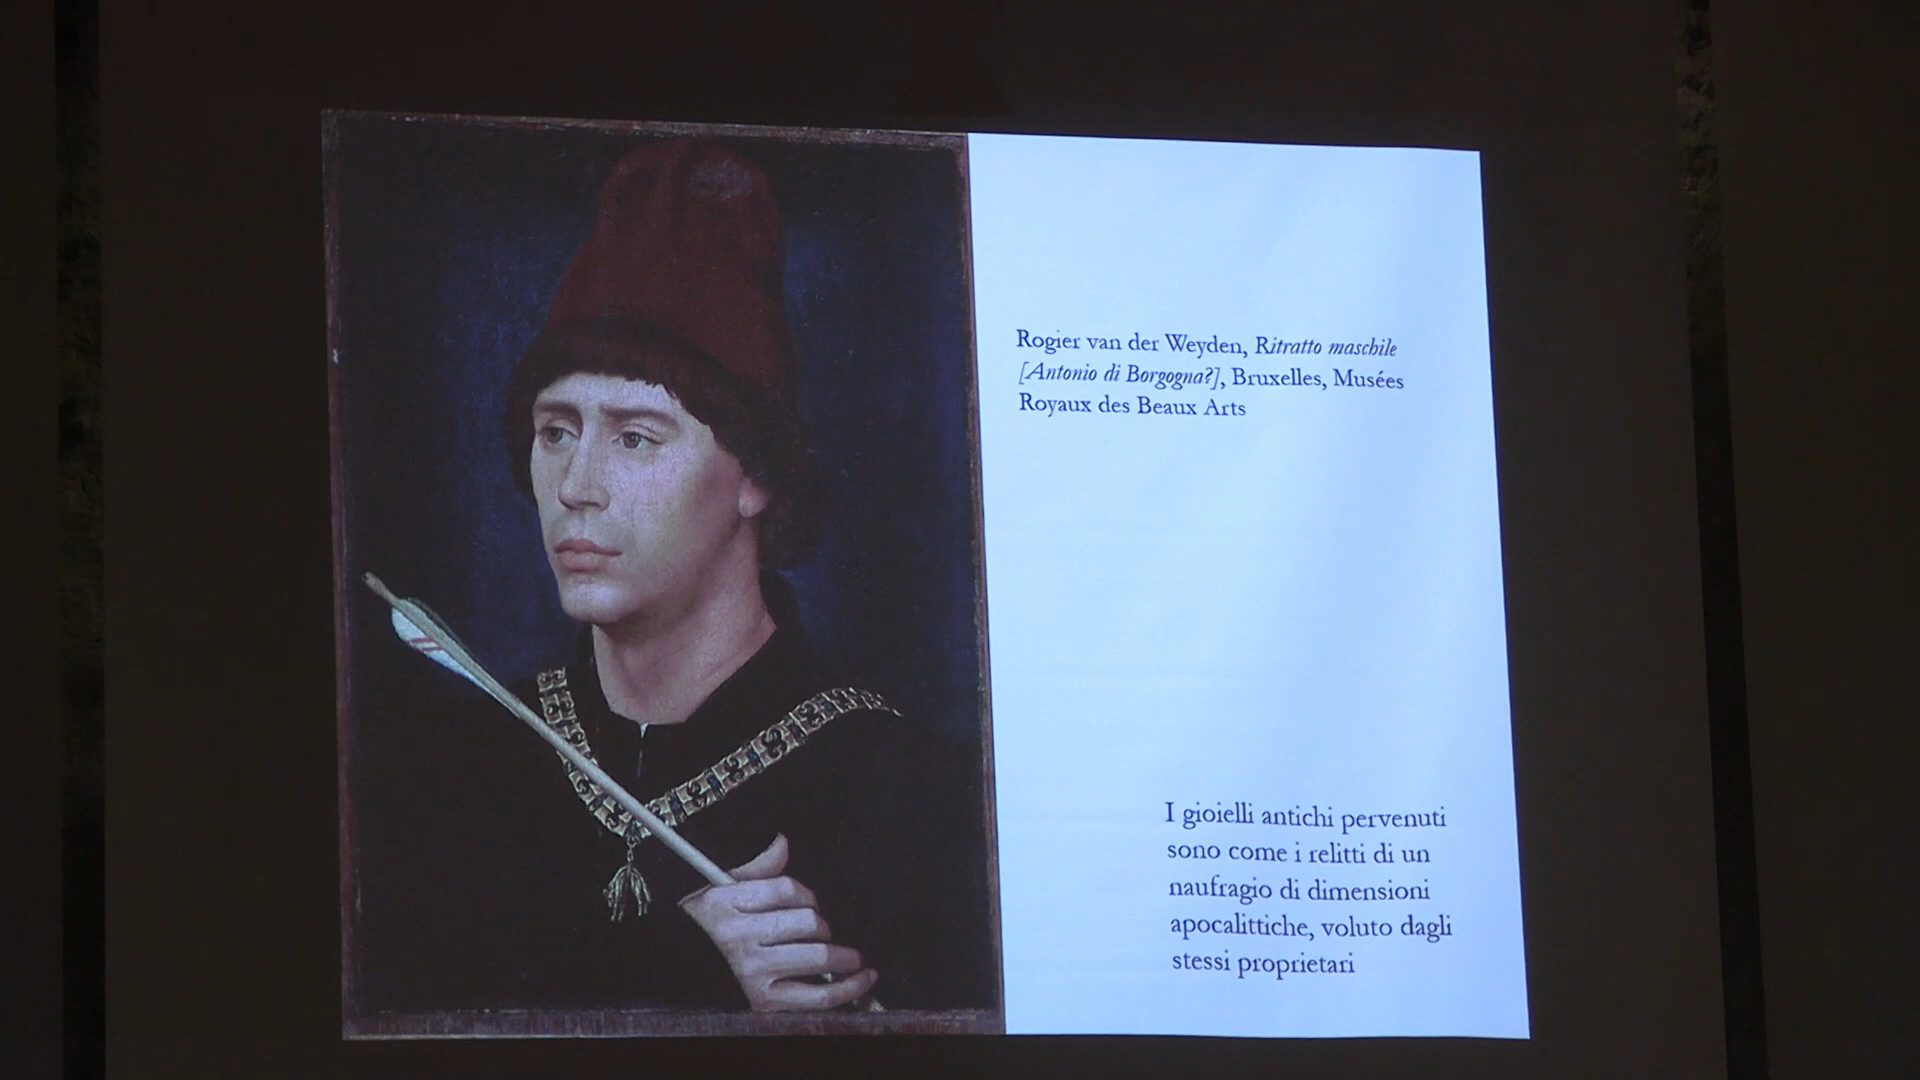 Rogier van der Weyden, Ritratto maschile
[Antonio di Borgogna?], Bruxelles, Musées
Royaux des Beaux Arts
I gioielli antichi pervenuti
sono come i relitti di un
naufragio di dimensioni
apocalittiche, voluto dagli
stessi proprietari